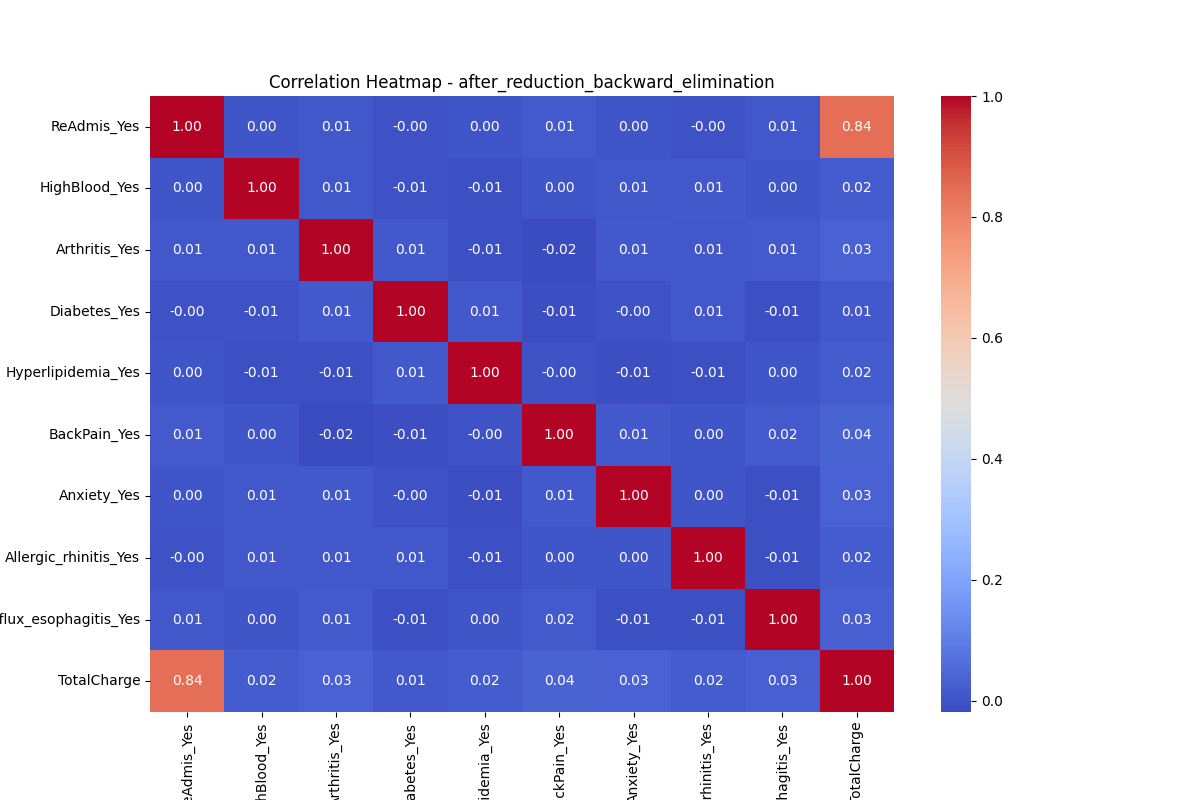 Correlation Heatmap - after_reduction_backward_elimination
ReAdmis_Yes 1.00 0.00 0.01 -0.00 0.00 0.01 0.00 -0.00 0.01 0.84
HighBlood_Yes 0.00 1.00 0.01 -0.01 -0.01 0.00 0.01 0.01 0.00 0.02
Arthritis_Yes 0.01 0.01 1.00 0.01 -0.01 -0.02 0.01 0.01 0.01 0.03
Diabetes_Yes -0.00 -0.01 0.01 1.00 0.01 -0.01 -0.00 0.01 -0.01 0.01
Hyperlipidemia_Yes 0.00 -0.01 -0.01 0.01 1.00 -0.00 -0.01 -0.01 0.00 0.02
BackPain_Yes 0.01 0.00 -0.02 -0.01 -0.00 1.00 0.01 0.00 0.02 0.04
Anxiety_Yes 0.00 0.01 0.01 -0.00 -0.01 0.01 1.00 0.00 -0.01 0.03
Allergic_rhinitis_Yes -0.00 0.01 0.01 0.01 -0.01 0.00 0.00 1.00 -0.01 0.02
flux_esophagitis_Yes 0.01 0.00 0.01 -0.01 0.00 0.02 -0.01 -0.01 1.00 0.03
TotalCharge 0.84 0.02 0.03 0.01 0.02 0.04 0.03 0.02 0.03 1.00
eAdmis_Yes
hBlood_Yes
rthritis_Yes
abetes_Yes
idemia_Yes
ckPain_Yes
Anxiety_Yes
rhinitis_Yes
hagitis_Yes
otalCharge
1.0
0.8
0.6
0.4
0.2
0.0